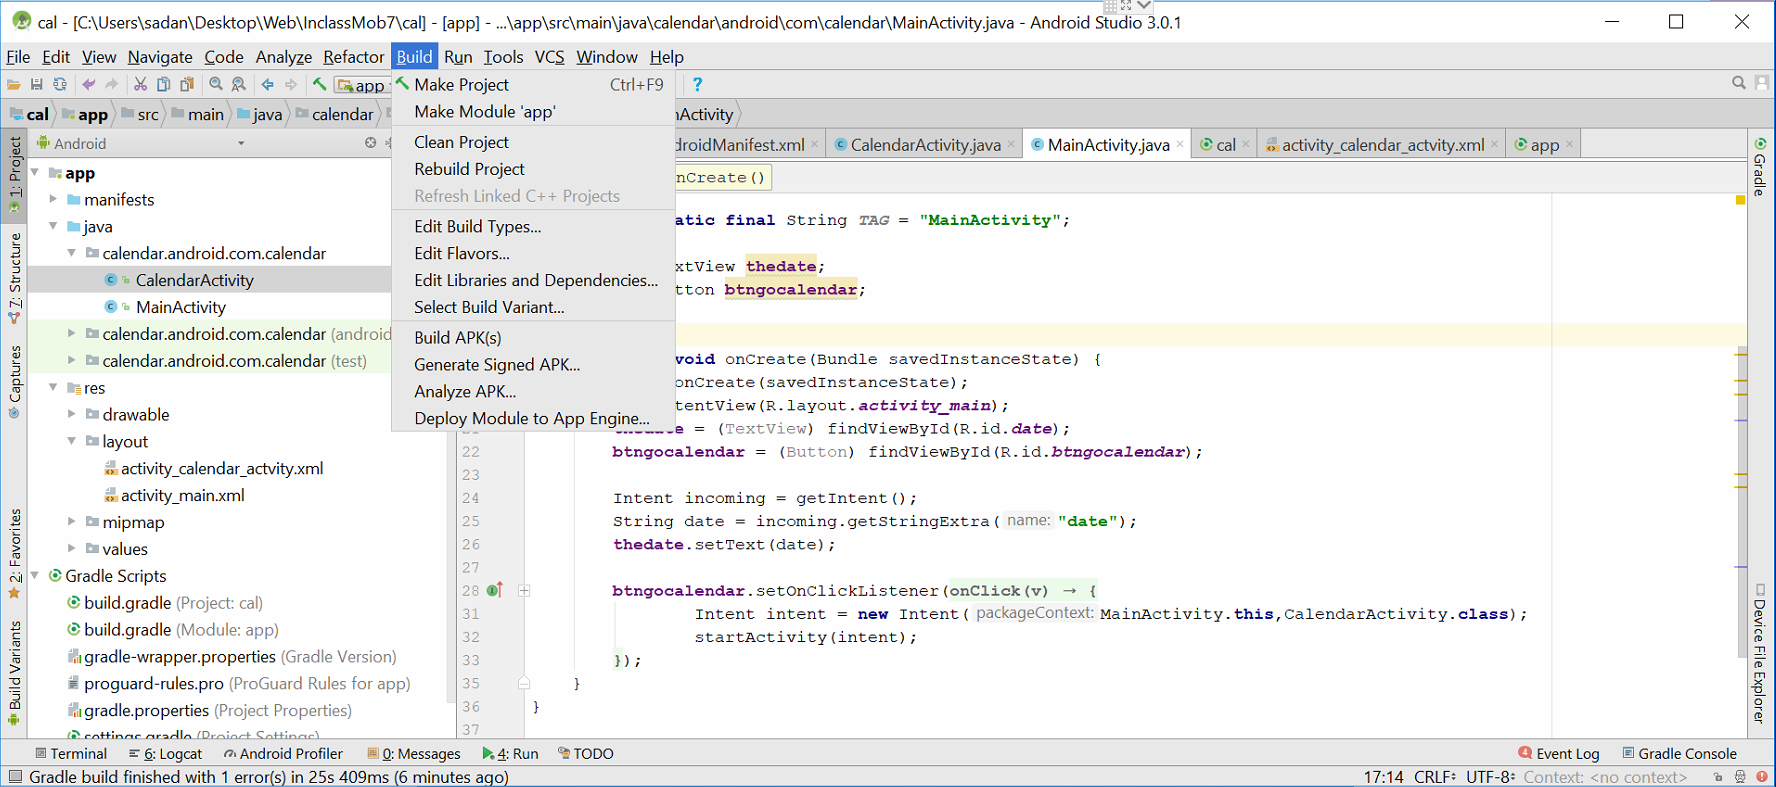 cal - [C:\Users\sadan\Desktop\Web\InclassMob7\cal] - [app] - ...\app\src\main\java\calendar\android\com\calendar\MainActivity.java - Android Studio 3.0.1
File Edit View Navigate Code Analyze Refactor Build Run Tools VCS Window Help
app
cal app src main java calendar nActivity
Make Project Ctrl+F9
Make Module 'app'
Clean Project
Rebuild Project
Refresh Linked C++ Projects
Edit Build Types...
Edit Flavors...
Edit Libraries and Dependencies...
Select Build Variant...
Build APK(s)
Generate Signed APK...
Analyze APK...
Deploy Module to App Engine...
1: Project
7: Structure
Captures
2: Favorites
Build Variants
Android
app
manifests
java
calendar.android.com.calendar
CalendarActivity
MainActivity
calendar.android.com.calendar (android
calendar.android.com.calendar (test)
res
drawable
layout
activity_calendar_actvity.xml
activity_main.xml
mipmap
values
Gradle Scripts
build.gradle (Project: cal)
build.gradle (Module: app)
gradle-wrapper.properties (Gradle Version)
proguard-rules.pro (ProGuard Rules for app)
gradle.properties (Project Properties)
settings.gradle (Project Settings)
droidManifest.xml CalendarActivity.java MainActivity.java cal activity_calendar_actvity.xml app
nCreate()
atic final String TAG = "MainActivity";
xtView thedate;
tton btngocalendar;
void onCreate(Bundle savedInstanceState) {
onCreate(savedInstanceState);
tentView(R.layout.activity_main);
thedate = (TextView) findViewById(R.id.date);
22 btngocalendar = (Button) findViewById(R.id.btngocalendar);
23
24 Intent incoming = getIntent();
25 String date = incoming.getStringExtra( name: "date");
26 thedate.setText(date);
27
28 btngocalendar.setOnClickListener(onClick(v) → {
31 Intent intent = new Intent( packageContext: MainActivity.this,CalendarActivity.class);
32 startActivity(intent);
33 });
35 }
36 }
37
Gradle
Device File Explorer
Terminal 6: Logcat Android Profiler 0: Messages 4: Run TODO Event Log Gradle Console
Gradle build finished with 1 error(s) in 25s 409ms (6 minutes ago) 17:14 CRLF UTF-8 Context: <no context>